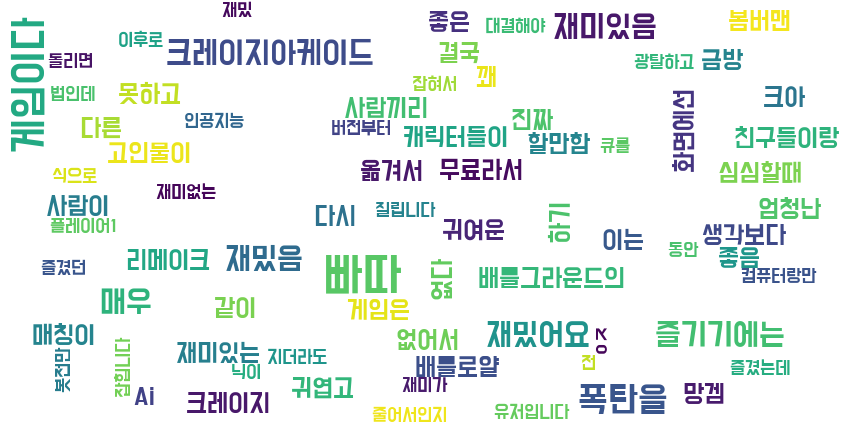 재밌
게임이다
좋은
대결해야
재미있음
봄버맨
이후로
크레이지아케이드
결국
돌리면
광탈하고
금방
꽤
잡혀서
법인데
못하고
크아
사람끼리
화면에선
인공지능
다른
버전부터
캐릭터들이
진짜
할만함
친구들이랑
큐를
고인물이
식으로
옮겨서
무료라서
심심할때
재미없는
사람이
다시
질립니다
엄청난
플레이어1
귀여운
하기
이는
생각보다
동안
좋음
즐겼던
리메이크
재밌음
빠따
없다
배틀그라운드의
컴퓨터랑만
매우
같이
게임은
매칭이
없어서
재밌어요
즐기기에는
재미있는
지더라도
배틀로얄
전
즐겼는데
봇전만
잡힙니다
닉이
귀엽고
재미가
Ai
크레이지
폭탄을
망겜
줄어서인지
유저입니다